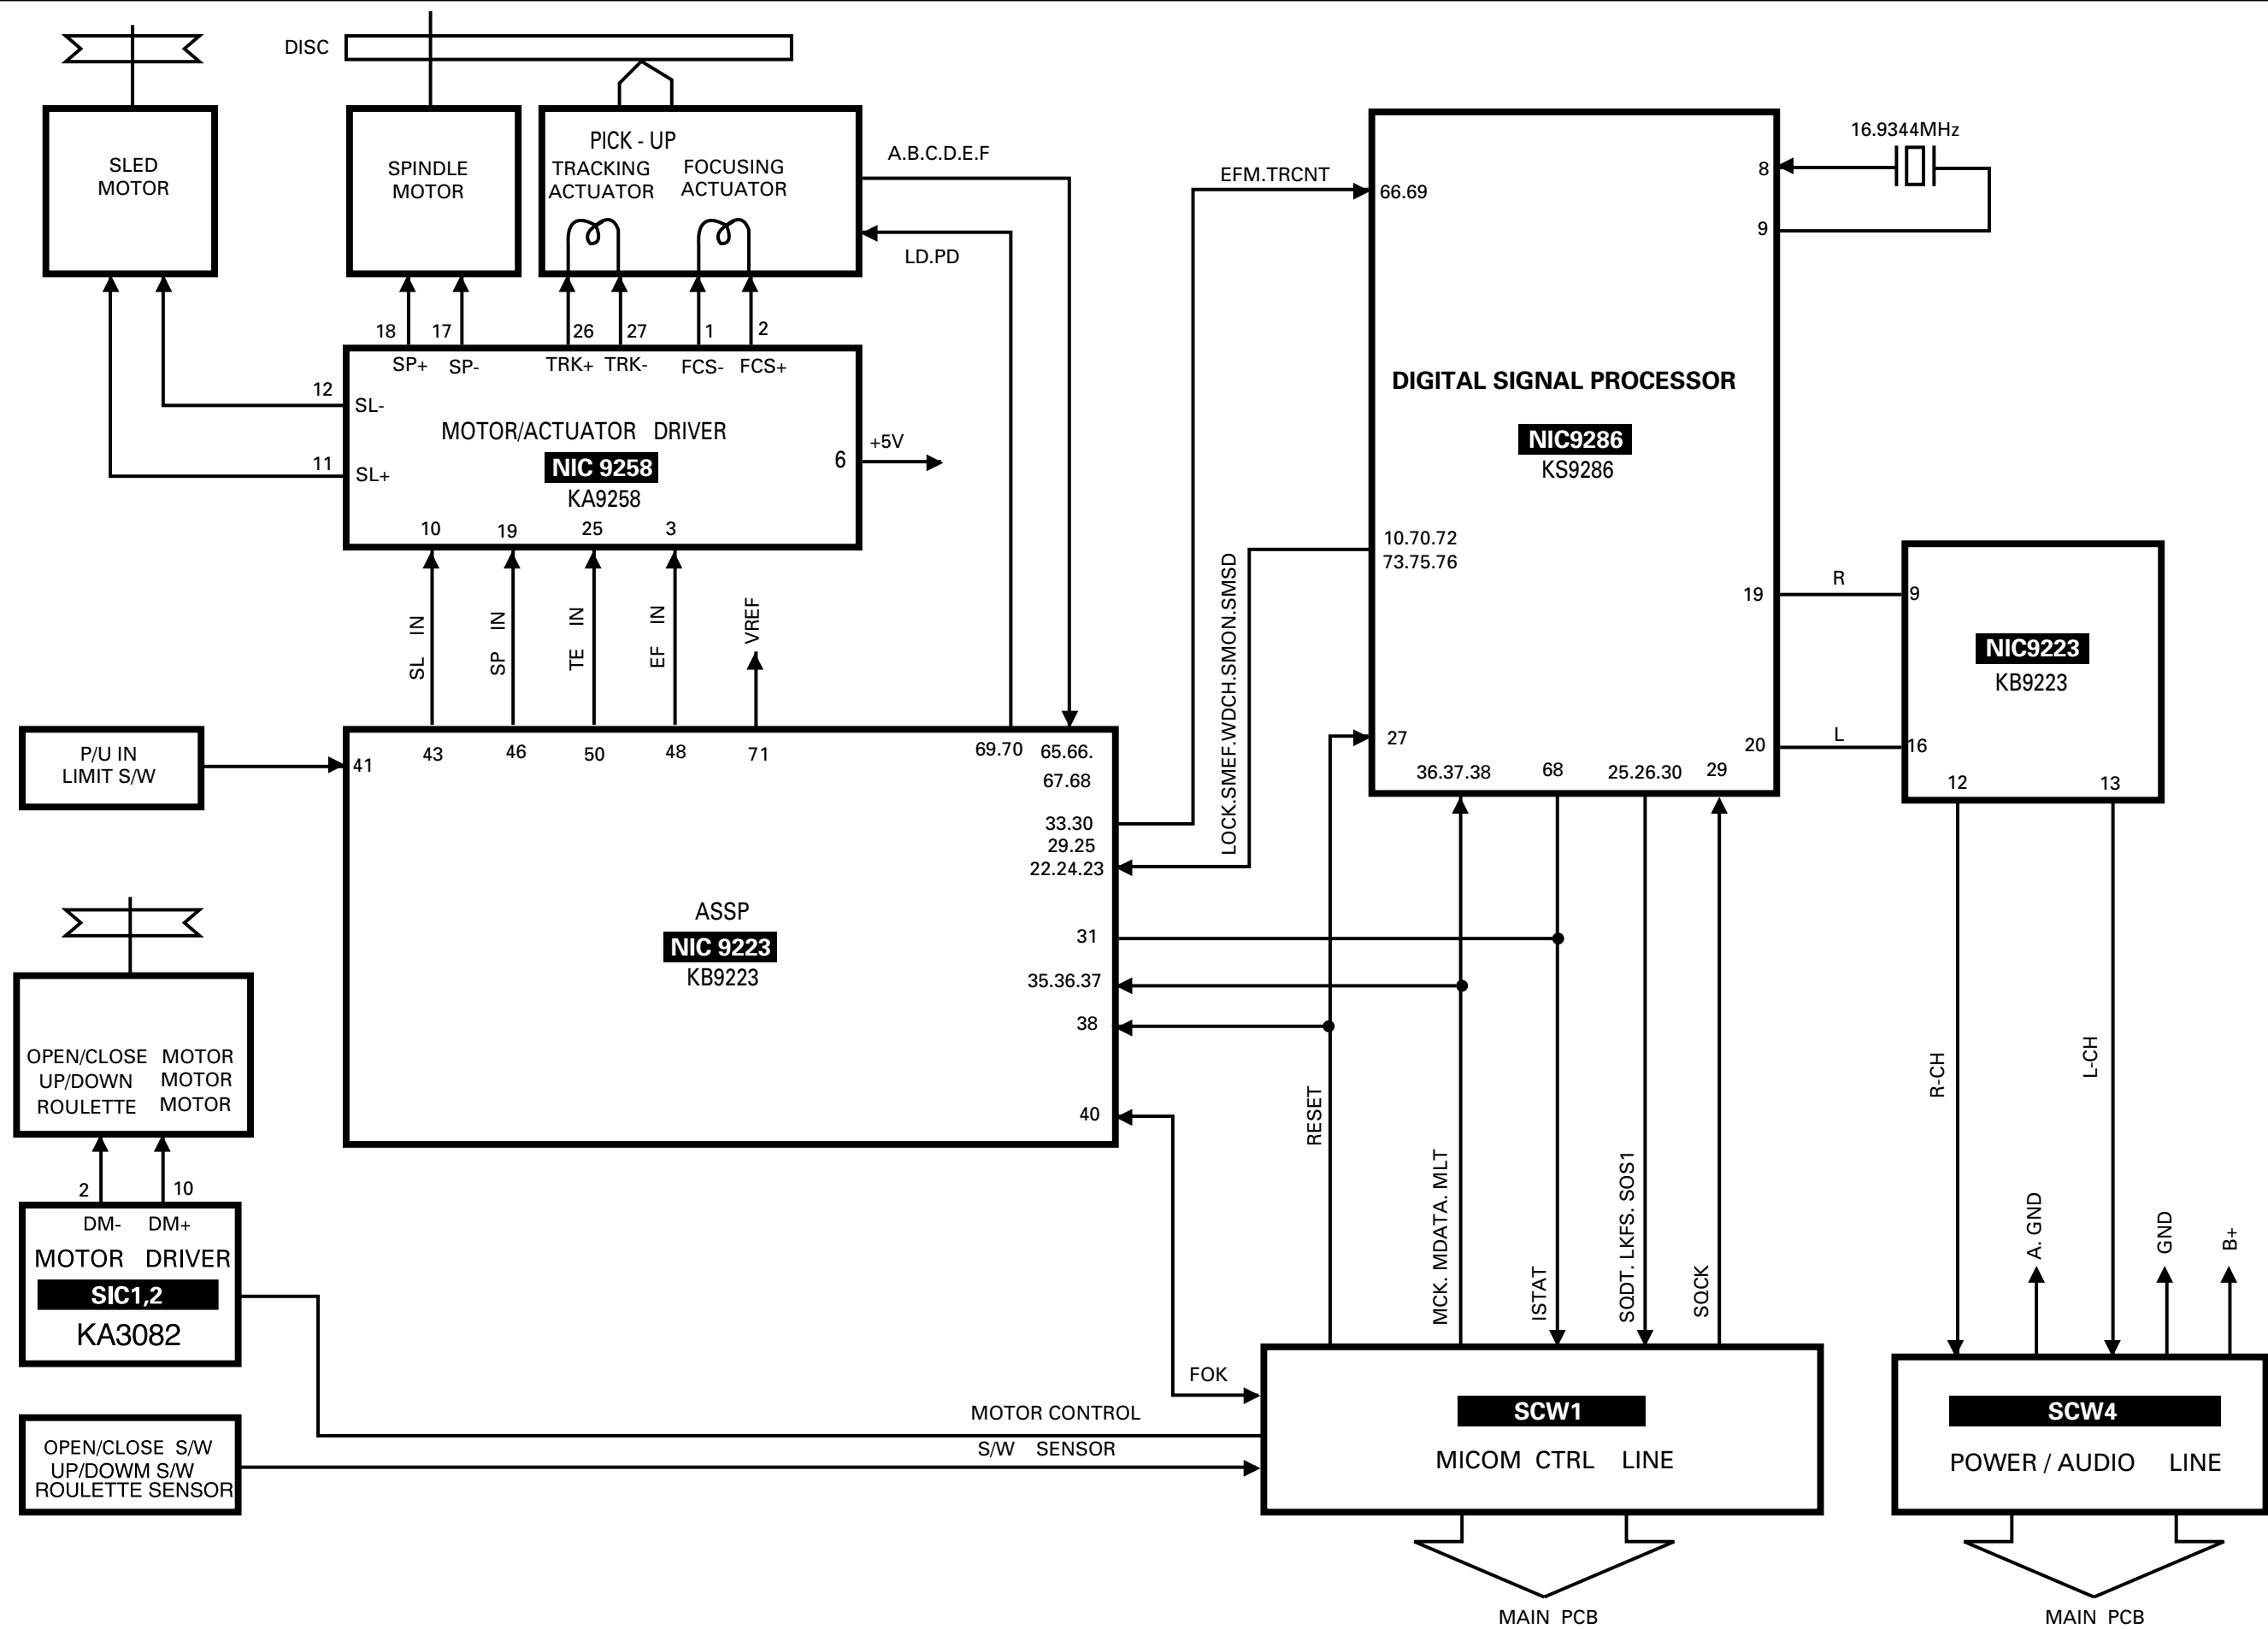 DISC
SLED
MOTOR
SPINDLE
MOTOR
PICK - UP
TRACKING
ACTUATOR
FOCUSING
ACTUATOR
A.B.C.D.E.F
LD.PD
18
17
26
27
1
2
SP+
SP-
TRK+
TRK-
FCS-
FCS+
12
SL-
11
SL+
MOTOR/ACTUATOR DRIVER
NIC 9258
KA9258
6
+5V
10
19
25
3
SL IN
SP IN
TE IN
EF IN
VREF
P/U IN
LIMIT S/W
41
43
46
50
48
71
69.70
65.66.
67.68
33.30
29.25
22.24.23
31
35.36.37
38
40
ASSP
NIC 9223
KB9223
EFM.TRCNT
66.69
LOCK.SMEF.WDCH.SMON.SMSD
10.70.72
73.75.76
DIGITAL SIGNAL PROCESSOR
NIC9286
KS9286
8
9
16.9344MHz
19
20
R
L
27
36.37.38
68
25.26.30
29
9
16
NIC9223
KB9223
12
13
OPEN/CLOSE MOTOR
UP/DOWN MOTOR
ROULETTE MOTOR
2
10
DM-
DM+
MOTOR DRIVER
SIC1,2
KA3082
OPEN/CLOSE S/W
UP/DOWM S/W
ROULETTE SENSOR
MOTOR CONTROL
S/W SENSOR
FOK
RESET
MCK. MDATA. MLT
ISTAT
SQDT. LKFS. SOS1
SQCK
R-CH
L-CH
A. GND
GND
B+
SCW1
MICOM CTRL LINE
SCW4
POWER / AUDIO LINE
MAIN PCB
MAIN PCB